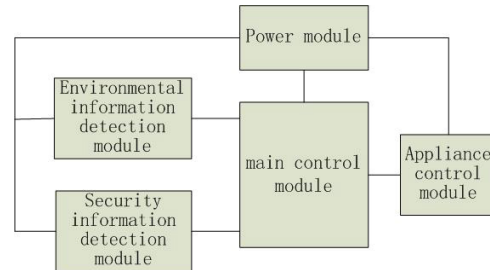 Power module
Environmental
information
detection
module
main control
module
Appliance
control
module
Security
information
detection
module